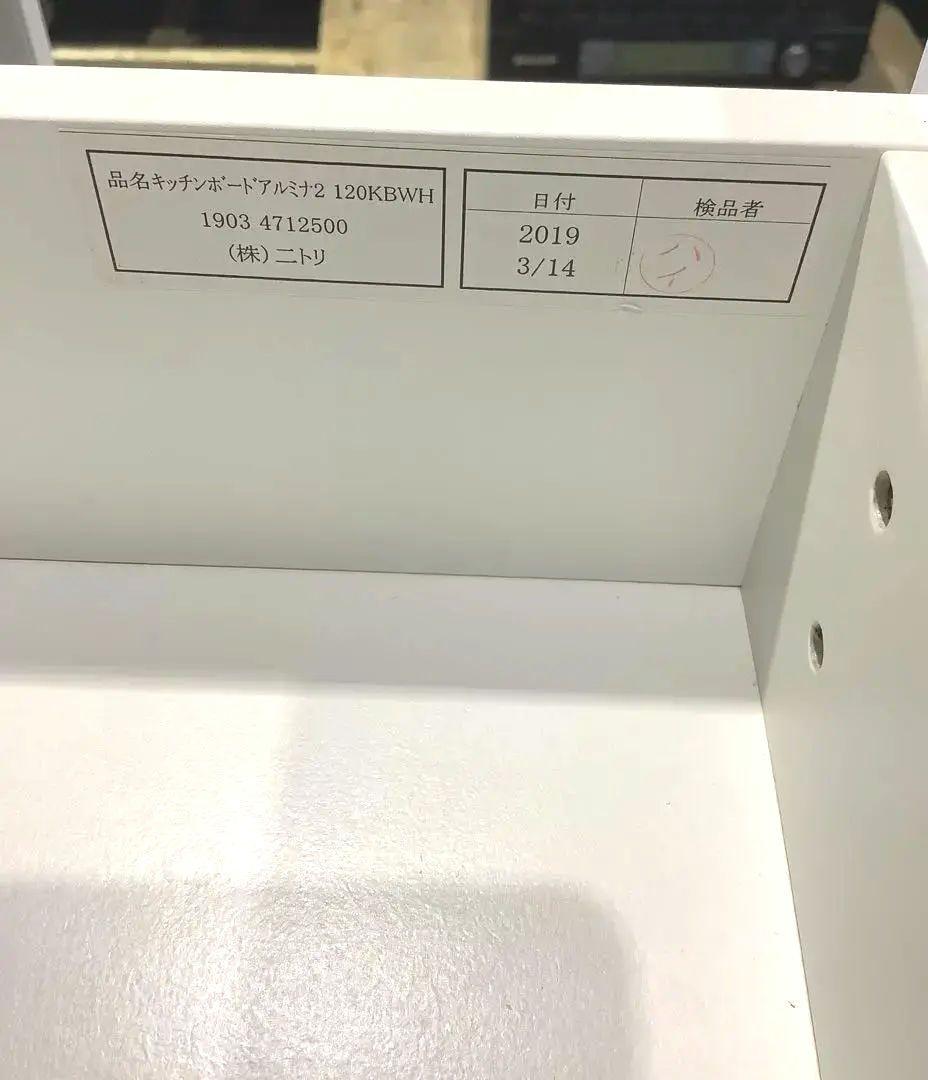 品名キッチンボードアルミナ2 120KBWH
1903 4712500
(株)ニトリ
日付
検品者
2019
3/14